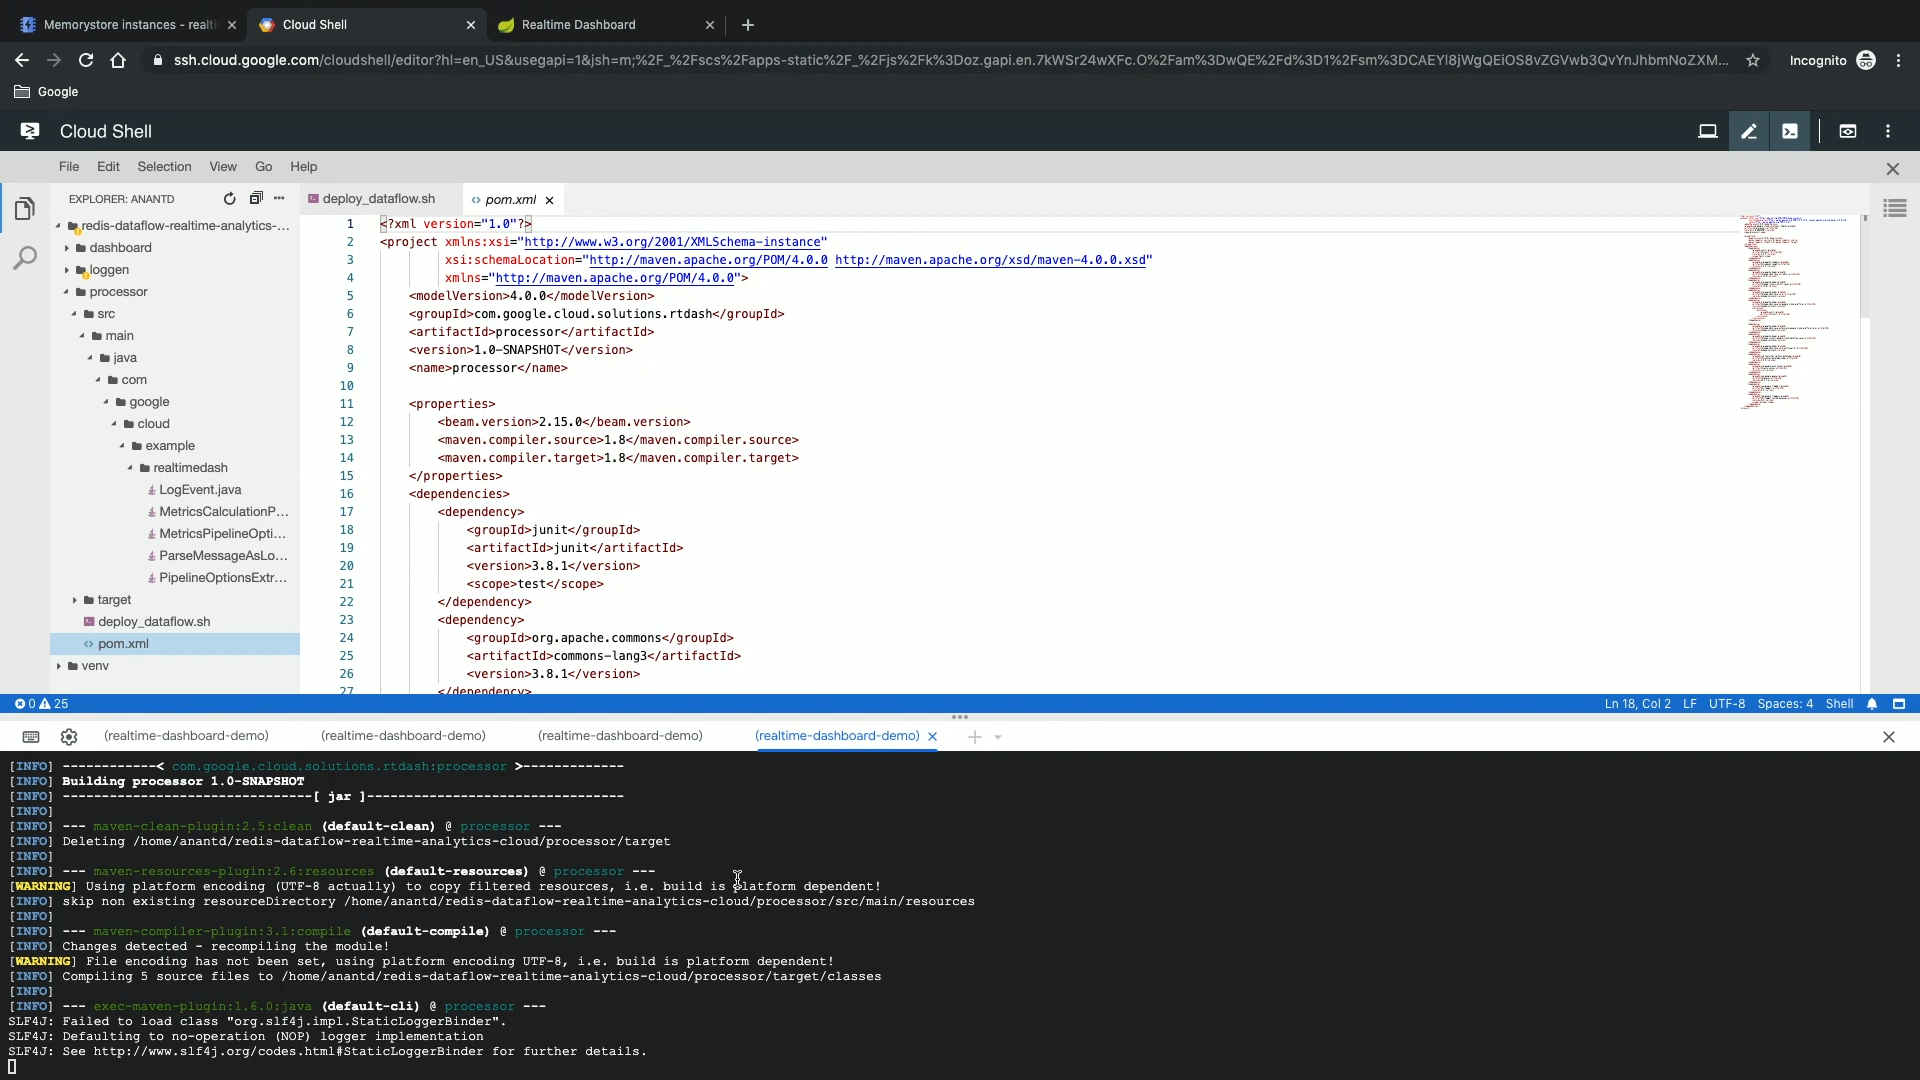 Memorystore instances - realti
Cloud Shell
Realtime Dashboard
ssh.cloud.google.com/cloudshell/editor?hl=en_US&usegapi=1&jsh=m;%2F_%2Fscs%2Fapps-static%2F_%2Fjs%2Fk%3Doz.gapi.en.7kWSr24wXFc.O%2Fam%3DwQE%2Fd%3D1%2Fsm%3DCAEYl8jWgQEiOS8vZGVwb3QvYnJhbmNoZXM...
Incognito
Google
Cloud Shell
File Edit Selection View Go Help
EXPLORER: ANANTD
redis-dataflow-realtime-analytics-...
dashboard
loggen
processor
src
main
java
com
google
cloud
example
realtimedash
LogEvent.java
MetricsCalculationP...
MetricsPipelineOpti...
ParseMessageAsLo...
PipelineOptionsExtr...
target
deploy_dataflow.sh
pom.xml
venv
deploy_dataflow.sh
pom.xml
1 <?xml version="1.0"?>
2 <project xmlns:xsi="http://www.w3.org/2001/XMLSchema-instance"
3 xsi:schemaLocation="http://maven.apache.org/POM/4.0.0 http://maven.apache.org/xsd/maven-4.0.0.xsd"
4 xmlns="http://maven.apache.org/POM/4.0.0">
5 <modelVersion>4.0.0</modelVersion>
6 <groupId>com.google.cloud.solutions.rtdash</groupId>
7 <artifactId>processor</artifactId>
8 <version>1.0-SNAPSHOT</version>
9 <name>processor</name>
10
11 <properties>
12 <beam.version>2.15.0</beam.version>
13 <maven.compiler.source>1.8</maven.compiler.source>
14 <maven.compiler.target>1.8</maven.compiler.target>
15 </properties>
16 <dependencies>
17 <dependency>
18 <groupId>junit</groupId>
19 <artifactId>junit</artifactId>
20 <version>3.8.1</version>
21 <scope>test</scope>
22 </dependency>
23 <dependency>
24 <groupId>org.apache.commons</groupId>
25 <artifactId>commons-lang3</artifactId>
26 <version>3.8.1</version>
27 </dependency>
0 25
Ln 18, Col 2 LF UTF-8 Spaces: 4 Shell
(realtime-dashboard-demo) (realtime-dashboard-demo) (realtime-dashboard-demo) (realtime-dashboard-demo)
[INFO] ------------< com.google.cloud.solutions.rtdash:processor >-------------
[INFO] Building processor 1.0-SNAPSHOT
[INFO] --------------------------------[ jar ]---------------------------------
[INFO]
[INFO] --- maven-clean-plugin:2.5:clean (default-clean) @ processor ---
[INFO] Deleting /home/anantd/redis-dataflow-realtime-analytics-cloud/processor/target
[INFO]
[INFO] --- maven-resources-plugin:2.6:resources (default-resources) @ processor ---
[WARNING] Using platform encoding (UTF-8 actually) to copy filtered resources, i.e. build is platform dependent!
[INFO] skip non existing resourceDirectory /home/anantd/redis-dataflow-realtime-analytics-cloud/processor/src/main/resources
[INFO]
[INFO] --- maven-compiler-plugin:3.1:compile (default-compile) @ processor ---
[INFO] Changes detected - recompiling the module!
[WARNING] File encoding has not been set, using platform encoding UTF-8, i.e. build is platform dependent!
[INFO] Compiling 5 source files to /home/anantd/redis-dataflow-realtime-analytics-cloud/processor/target/classes
[INFO]
[INFO] --- exec-maven-plugin:1.6.0:java (default-cli) @ processor ---
SLF4J: Failed to load class "org.slf4j.impl.StaticLoggerBinder".
SLF4J: Defaulting to no-operation (NOP) logger implementation
SLF4J: See http://www.slf4j.org/codes.html#StaticLoggerBinder for further details.